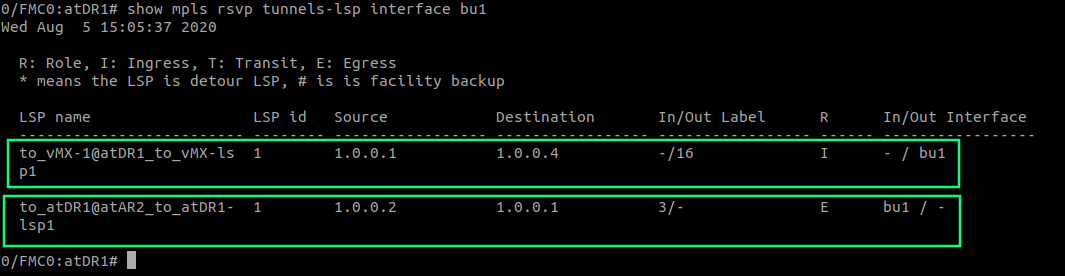 0/FMC0:atDR1# show mpls rsvp tunnels-lsp interface bu1
Wed Aug  5 15:05:37 2020
R: Role, I: Ingress, T: Transit, E: Egress
* means the LSP is detour LSP, # is is facility backup
LSP name                  LSP id   Source            Destination       In/Out Label      R      In/Out Interface
------------------------- -------- ----------------- ----------------- ----------------- ------ -----------------
to_vMX-1@atDR1_to_vMX-ls  1        1.0.0.1           1.0.0.4           -/16              I      - / bu1
p1
to_atDR1@atAR2_to_atDR1-  1        1.0.0.2           1.0.0.1           3/-               E      bu1 / -
lsp1
0/FMC0:atDR1#